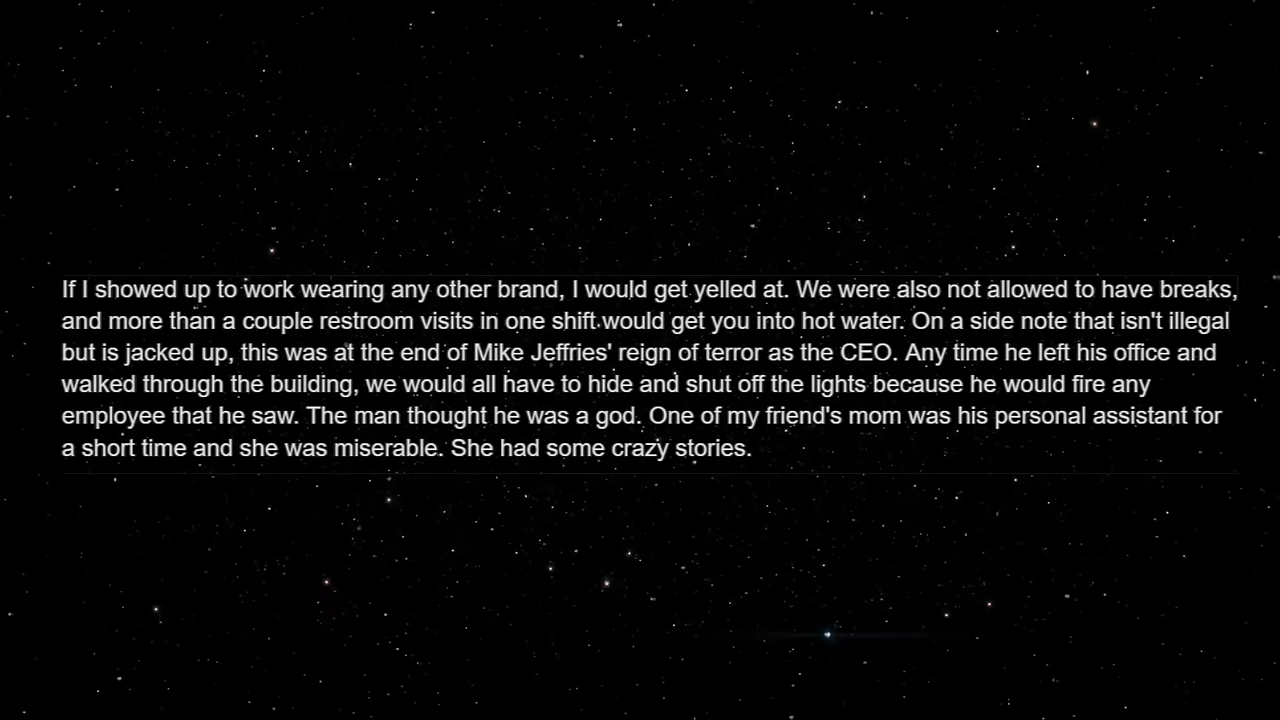 If I showed up to work wearing any other brand, I would get yelled at. We were also not allowed to have breaks,
and more than a couple restroom visits in one shift would get you into hot water. On a side note that isn't illegal
but is jacked up, this was at the end of Mike Jeffries' reign of terror as the CEO. Any time he left his office and
walked through the building, we would all have to hide and shut off the lights because he would fire any
employee that he saw. The man thought he was a god. One of my friend's mom was his personal assistant for
a short time and she was miserable. She had some crazy stories.